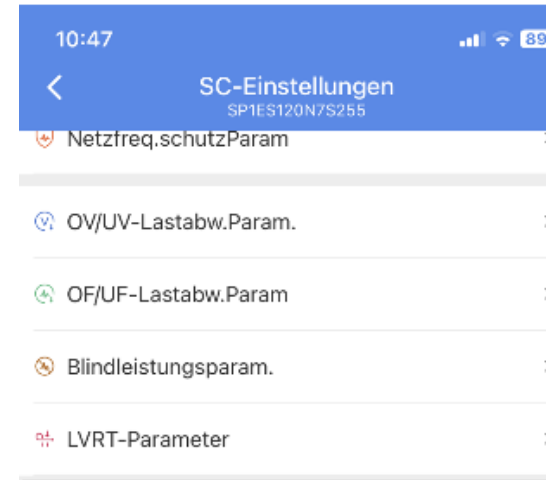 10:47
89
SC-Einstellungen
SP1ES120N7S255
Netzfreq.schutzParam
OV/UV-Lastabw.Param.
OF/UF-Lastabw.Param
Blindleistungsparam.
LVRT-Parameter